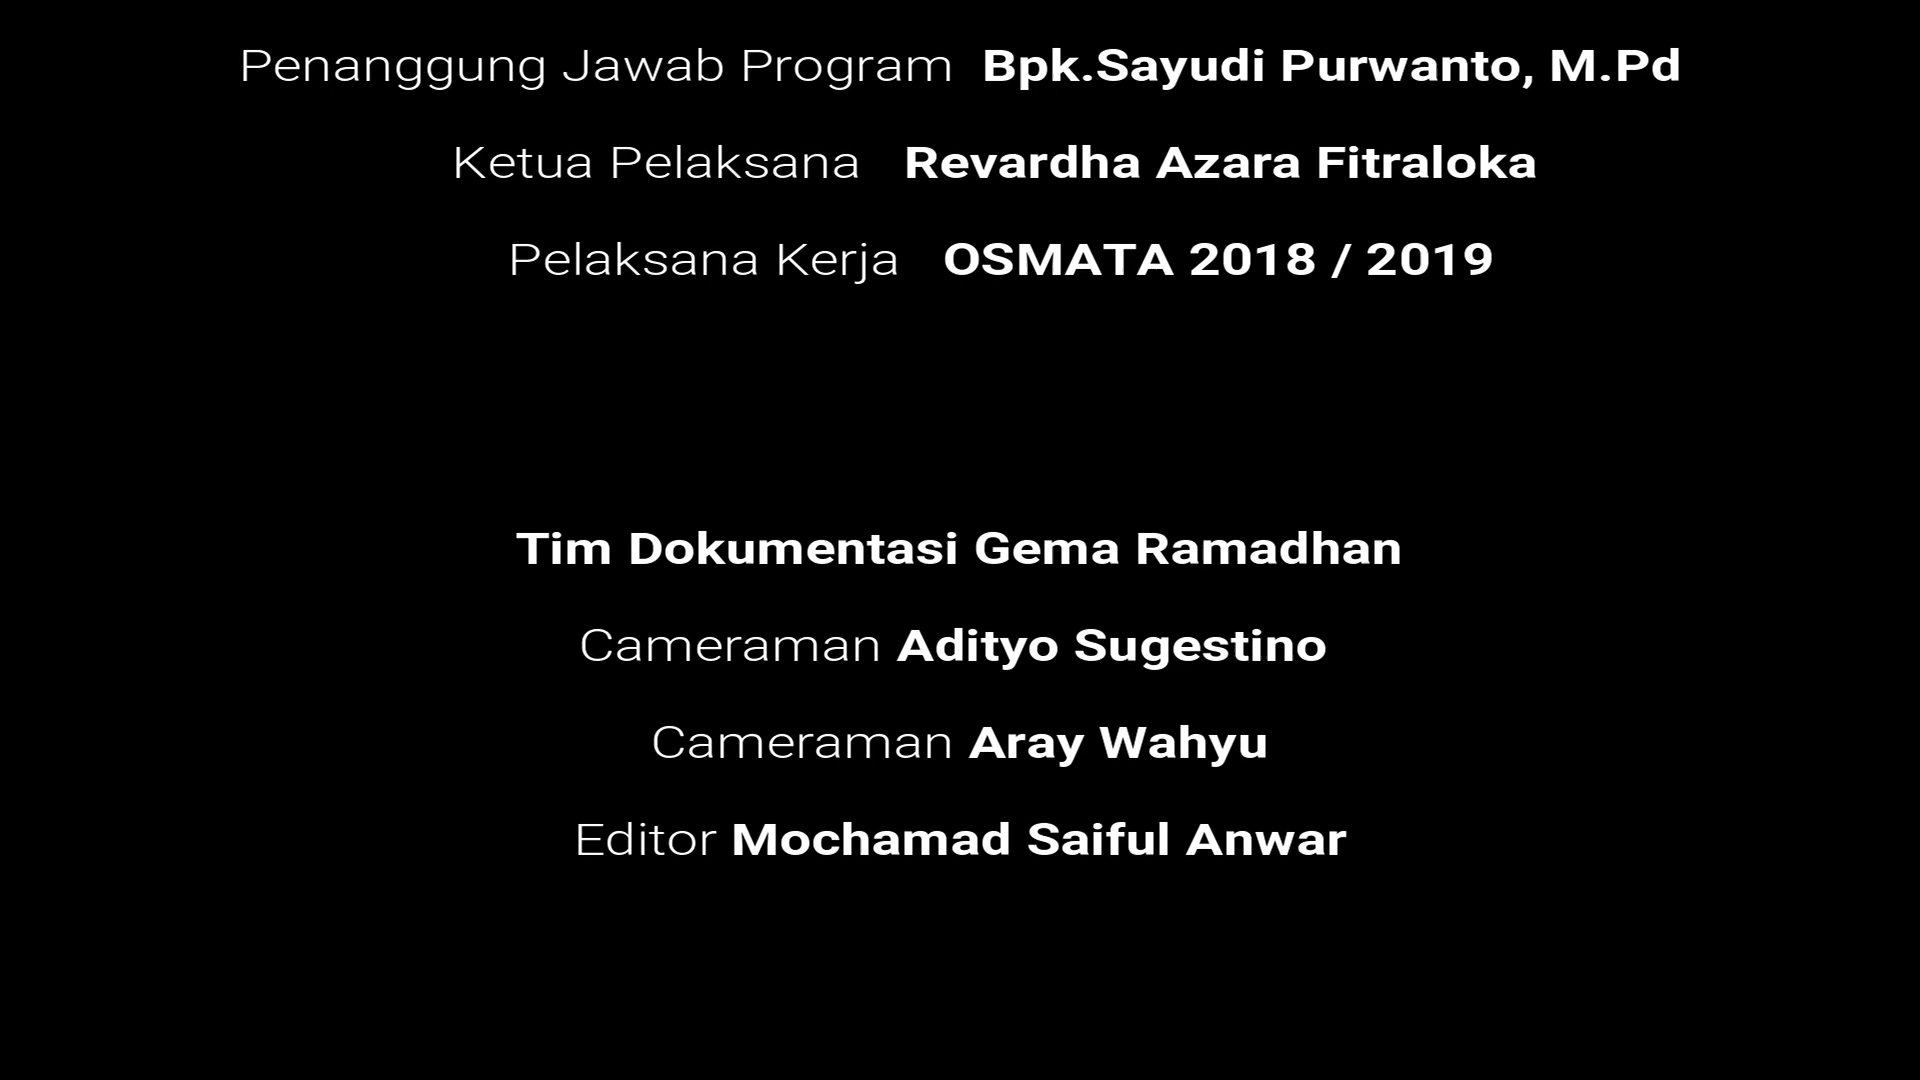 Penanggung Jawab Program Bpk.Sayudi Purwanto, M.Pd
Ketua Pelaksana Revardha Azara Fitraloka
Pelaksana Kerja OSMATA 2018 / 2019
Tim Dokumentasi Gema Ramadhan
Cameraman Adityo Sugestino
Cameraman Aray Wahyu
Editor Mochamad Saiful Anwar